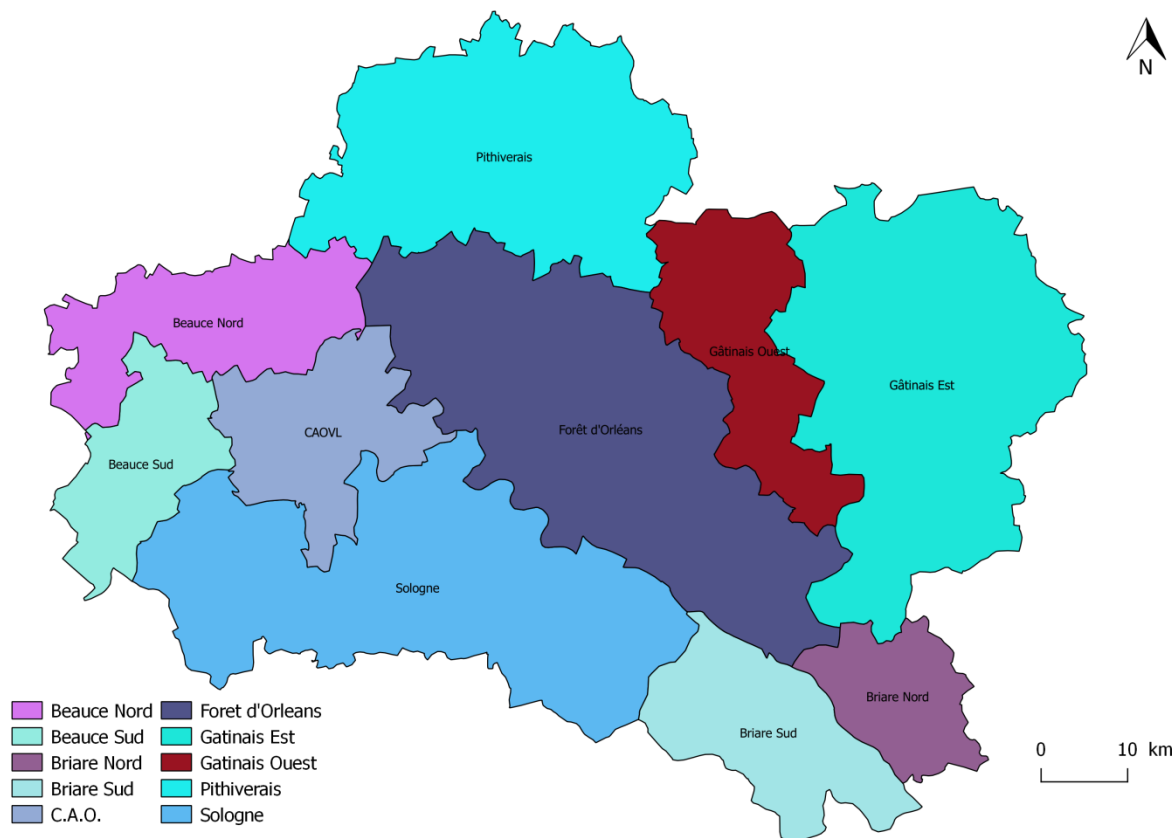 N
Pithiverais
Beauce Nord
Gâtinais Ouest
Gâtinais Est
CAOVL
Forêt d'Orléans
Beauce Sud
Sologne
Briare Nord
Briare Sud
Beauce Nord
Beauce Sud
Briare Nord
Briare Sud
C.A.O.
Foret d'Orleans
Gatinais Est
Gatinais Ouest
Pithiverais
Sologne
0 10 km